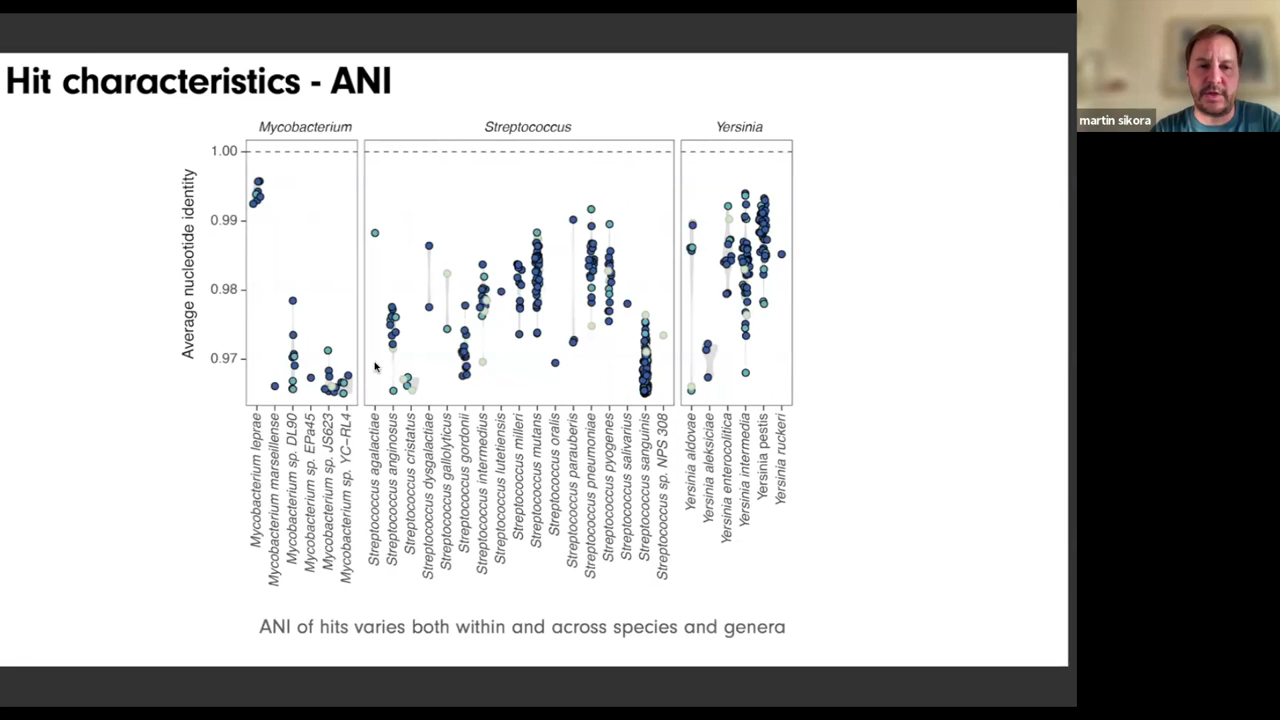 Hit characteristics - ANI
martin sikora
Mycobacterium
Streptococcus
Yersinia
Average nucleotide identity
1.00
0.99
0.98
0.97
Mycobacterium leprae
Mycobacterium marseillense
Mycobacterium sp. DL90
Mycobacterium sp. EPa45
Mycobacterium sp. JS623
Mycobacterium sp. YC−RL4
Streptococcus agalactiae
Streptococcus anginosus
Streptococcus cristatus
Streptococcus dysgalactiae
Streptococcus gallolyticus
Streptococcus gordonii
Streptococcus intermedius
Streptococcus lutetiensis
Streptococcus milleri
Streptococcus mutans
Streptococcus oralis
Streptococcus parauberis
Streptococcus pneumoniae
Streptococcus pyogenes
Streptococcus salivarius
Streptococcus sanguinis
Streptococcus sp. NPS 308
Yersinia aldovae
Yersinia aleksiciae
Yersinia enterocolitica
Yersinia intermedia
Yersinia pestis
Yersinia ruckeri
ANI of hits varies both within and across species and genera